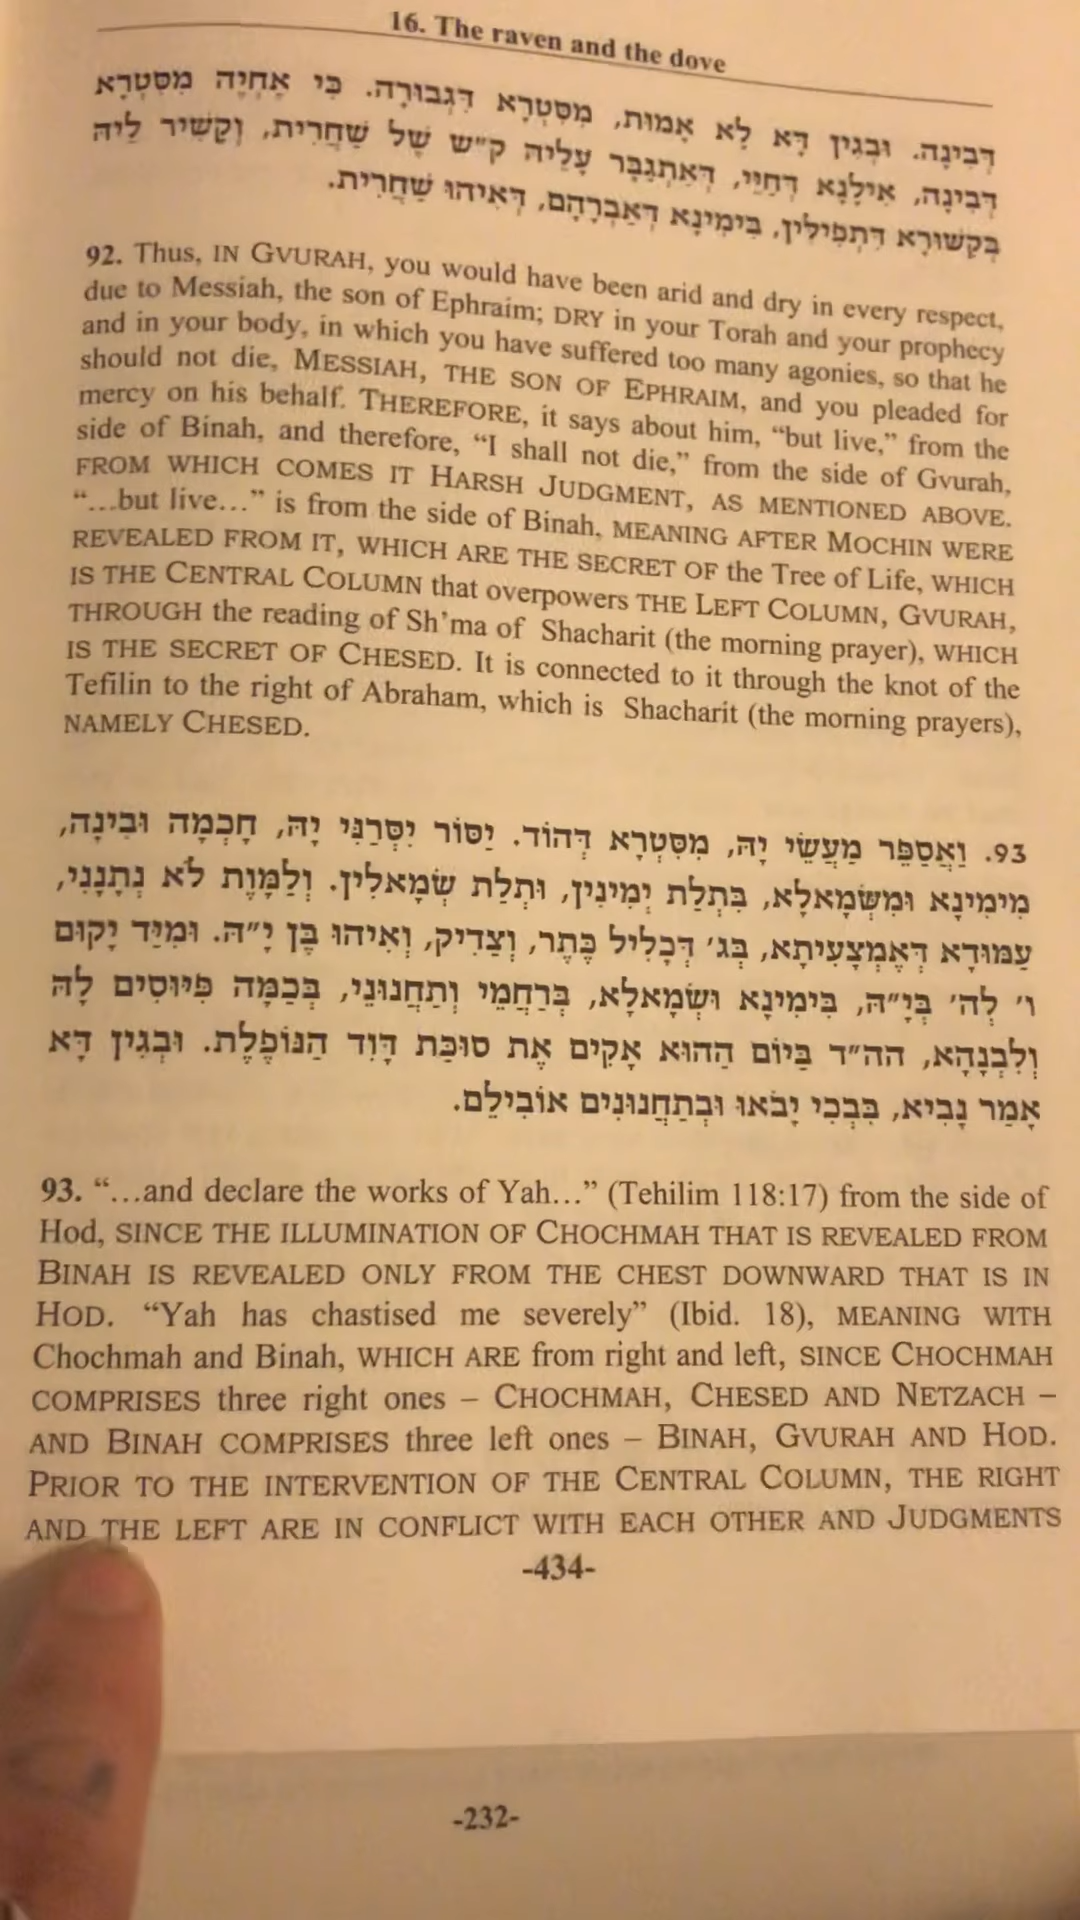 16. The raven and the dove
דְּבִינָה. וּבְגִין דָּא לָא אָמוּת, מִסִּטְרָא דִּגְבוּרָה. כִּי אֶחְיֶה מִסִּטְרָא
דְּבִינָה, אִילָנָא דְחַיֵּי, דְּאִתְגַּבָּר עָלֵיהּ ק"ש שֶׁל שַׁחֲרִית, וְקָשִׁיר לֵיהּ
בְּקִשּׁוּרָא דִּתְפִילִין, בִּימִינָא דְּאַבְרָהָם, דְּאִיהוּ שַׁחֲרִית.
92. Thus, IN GVURAH, you would have been arid and dry in every respect,
due to Messiah, the son of Ephraim; DRY in your Torah and your prophecy
and in your body, in which you have suffered too many agonies, so that he
should not die, MESSIAH, THE SON OF EPHRAIM, and you pleaded for
mercy on his behalf. THEREFORE, it says about him, “but live,” from the
side of Binah, and therefore, “I shall not die,” from the side of Gvurah,
FROM WHICH COMES IT HARSH JUDGMENT, AS MENTIONED ABOVE.
“...but live...” is from the side of Binah, MEANING AFTER MOCHIN WERE
REVEALED FROM IT, WHICH ARE THE SECRET OF the Tree of Life, WHICH
IS THE CENTRAL COLUMN that overpowers THE LEFT COLUMN, GVURAH,
THROUGH the reading of Sh’ma of Shacharit (the morning prayer), WHICH
IS THE SECRET OF CHESED. It is connected to it through the knot of the
Tefilin to the right of Abraham, which is Shacharit (the morning prayers),
NAMELY CHESED.
93. וַאֲסַפֵּר מַעֲשֵׂי יָהּ, מִסִּטְרָא דְּהוֹד. יַסּוֹר יִסְּרַנִּי יָהּ, חָכְמָה וּבִינָה,
מִימִינָא וּמִשְּׂמָאלָא, בִּתְלַת יְמִינִין, וּתְלַת שְׂמָאלִין. וְלַמָּוֶת לֹא נְתָנָנִי,
עַמּוּדָא דְּאֶמְצָעִיתָא, בְּג' דְּכָלִיל כֶּתֶר, וְצַדִּיק, וְאִיהוּ בֶּן יָ"הּ. וּמִיַּד יָקוּם
ו' לְה' בְּיָ"הּ, בִּימִינָא וּשְׂמָאלָא, בְּרַחֲמֵי וְתַחֲנוּנֵי, בְּכַמָּה פִּיּוּסִים לָהּ
וְלִבְנָהָא, הה"ד בַּיּוֹם הַהוּא אָקִים אֶת סוּכַּת דָּוִד הַנּוֹפֶלֶת. וּבְגִין דָּא
אָמַר נָבִיא, בִּבְכִי יָבֹאוּ וּבְתַחֲנוּנִים אוֹבִילֵם.
93. “...and declare the works of Yah...” (Tehilim 118:17) from the side of
Hod, SINCE THE ILLUMINATION OF CHOCHMAH THAT IS REVEALED FROM
BINAH IS REVEALED ONLY FROM THE CHEST DOWNWARD THAT IS IN
HOD. “Yah has chastised me severely” (Ibid. 18), MEANING WITH
Chochmah and Binah, WHICH ARE from right and left, SINCE CHOCHMAH
COMPRISES three right ones – CHOCHMAH, CHESED AND NETZACH –
AND BINAH COMPRISES three left ones – BINAH, GVURAH AND HOD.
PRIOR TO THE INTERVENTION OF THE CENTRAL COLUMN, THE RIGHT
AND THE LEFT ARE IN CONFLICT WITH EACH OTHER AND JUDGMENTS
-434-
-232-